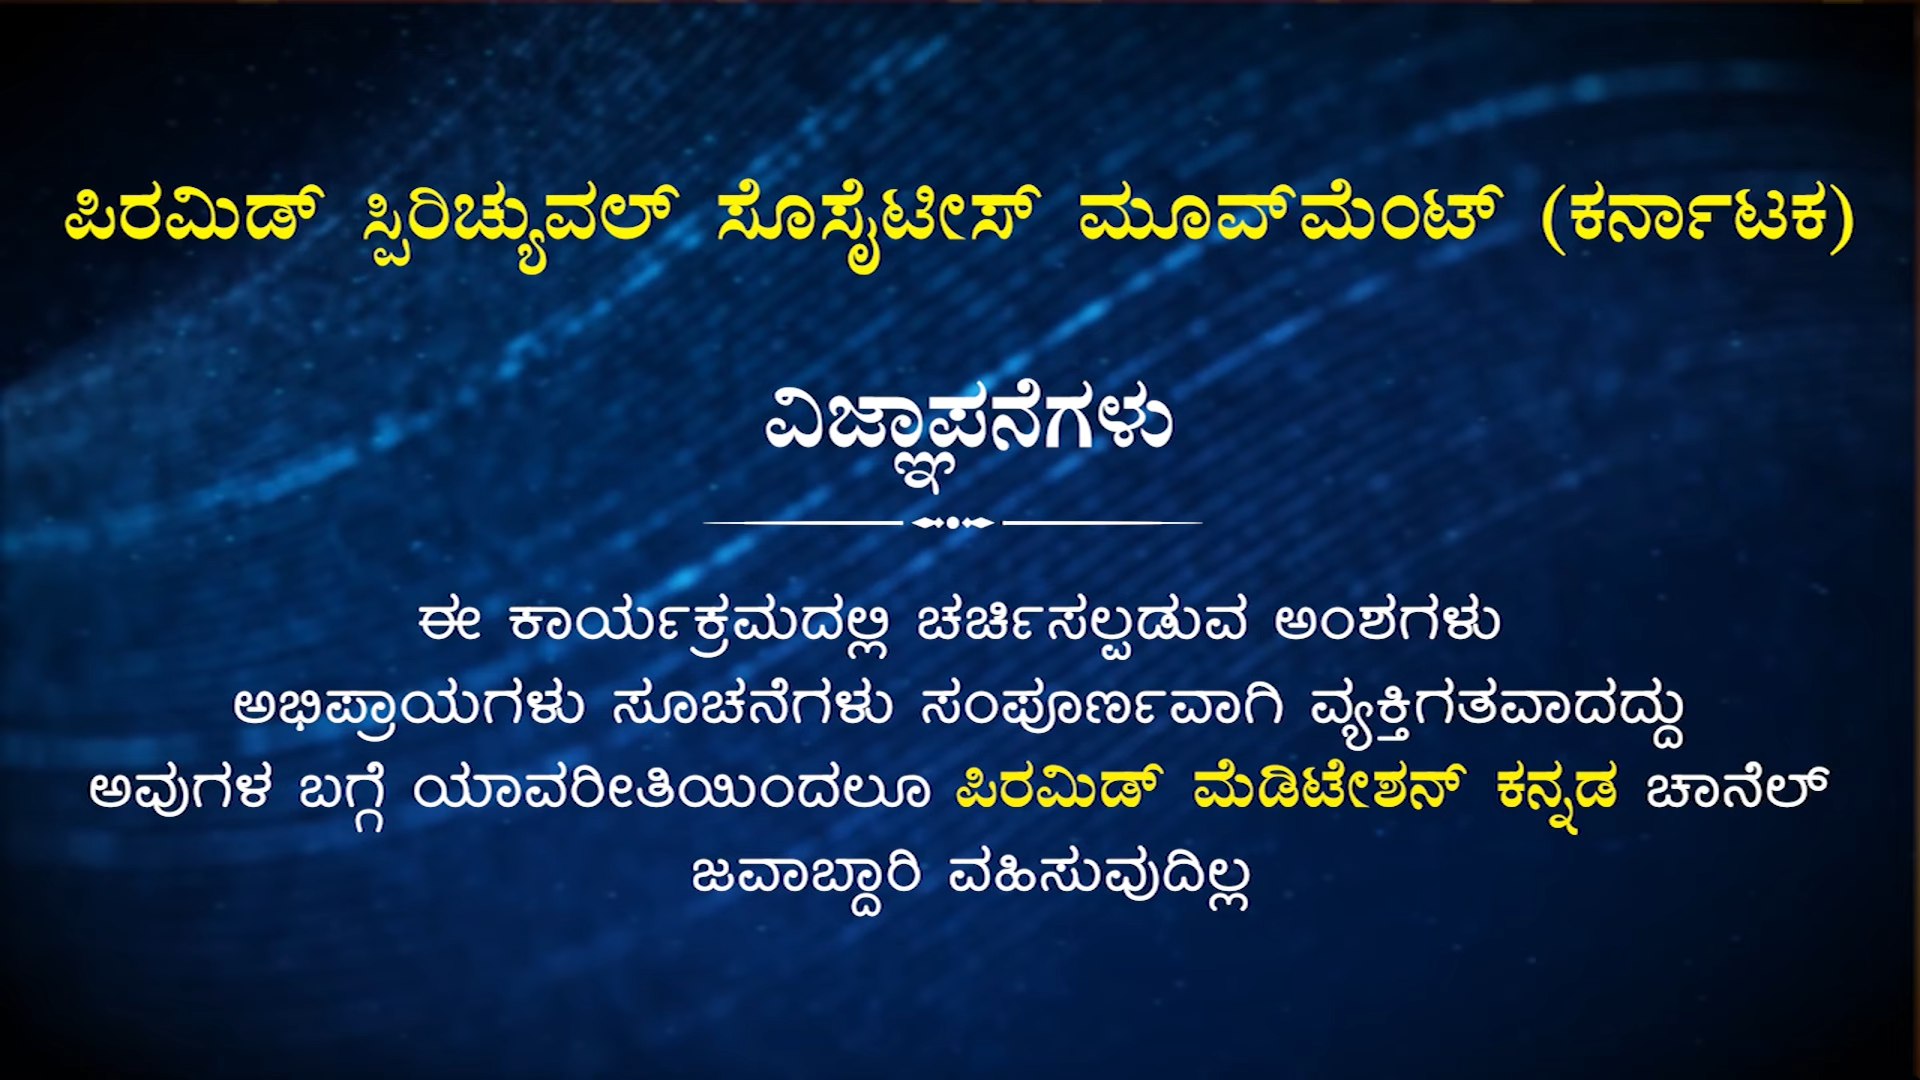 ಪಿರಮಿಡ್ ಸ್ಪಿರಿಚ್ಯುವಲ್ ಸೊಸೈಟೀಸ್ ಮೂವ್‌ಮೆಂಟ್ (ಕರ್ನಾಟಕ)
ವಿಜ್ಞಾಪನೆಗಳು
ಈ ಕಾರ್ಯಕ್ರಮದಲ್ಲಿ ಚರ್ಚಿಸಲ್ಪಡುವ ಅಂಶಗಳು
ಅಭಿಪ್ರಾಯಗಳು ಸೂಚನೆಗಳು ಸಂಪೂರ್ಣವಾಗಿ ವ್ಯಕ್ತಿಗತವಾದದ್ದು
ಅವುಗಳ ಬಗ್ಗೆ ಯಾವರೀತಿಯಿಂದಲೂ ಪಿರಮಿಡ್ ಮೆಡಿಟೇಶನ್ ಕನ್ನಡ ಚಾನೆಲ್
ಜವಾಬ್ದಾರಿ ವಹಿಸುವುದಿಲ್ಲ